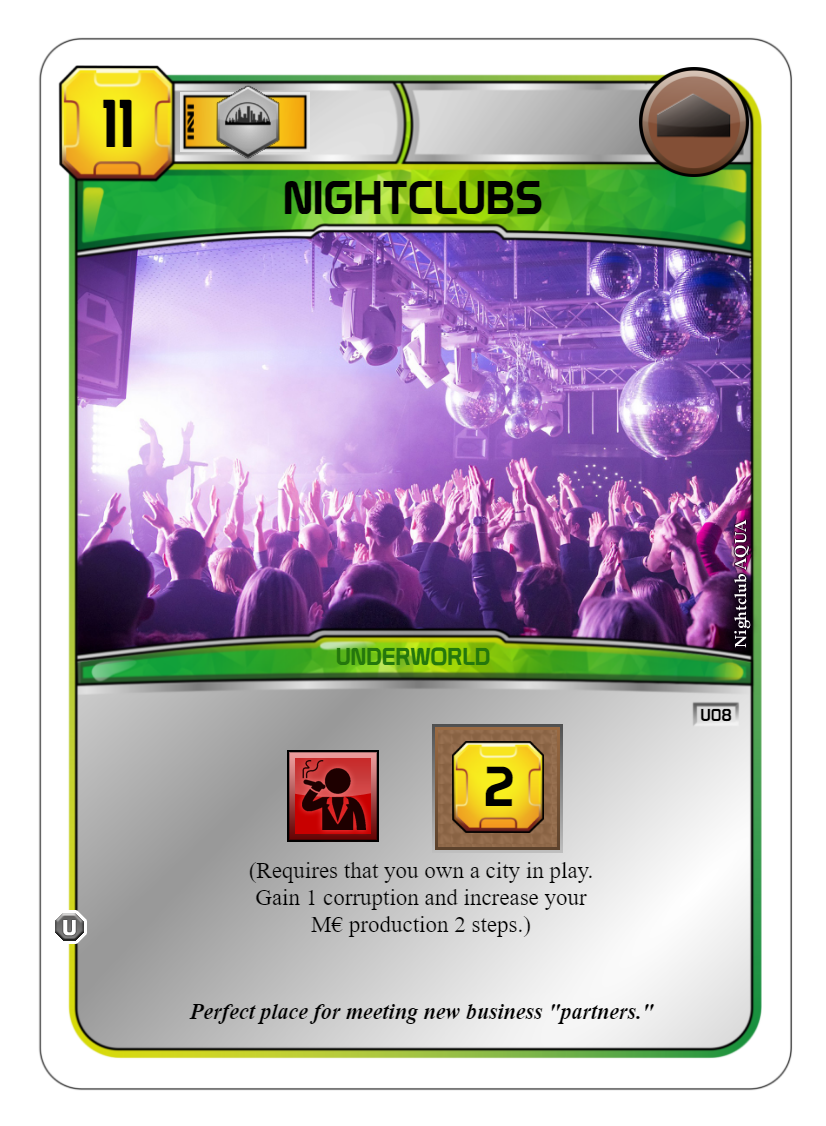 11
NIGHTCLUBS
Nightclub AQUA
UNDERWORLD
U08
2
(Requires that you own a city in play.
Gain 1 corruption and increase your
M€ production 2 steps.)
U
Perfect place for meeting new business "partners."